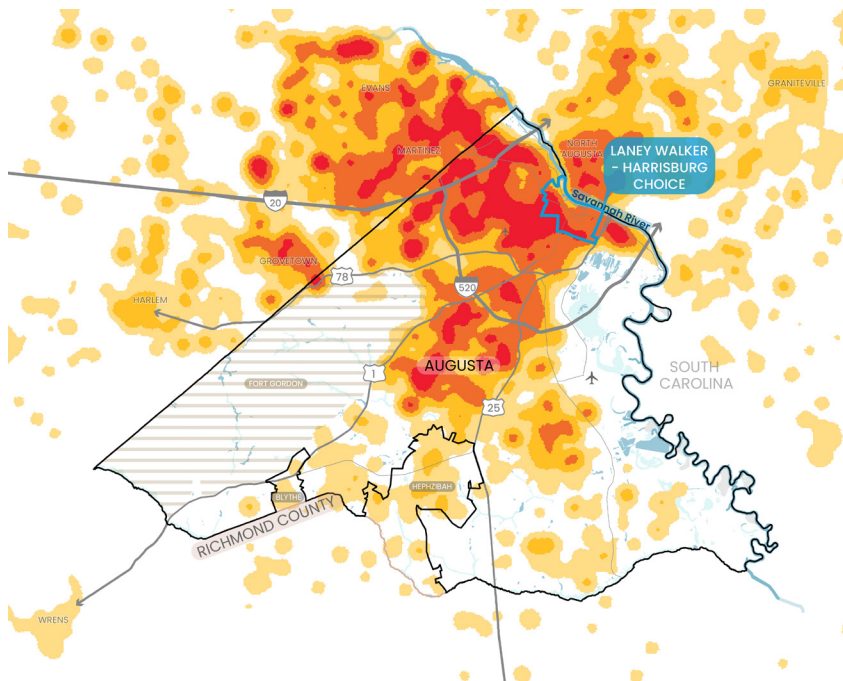 EVANS
GRANITEVILLE
MARTINEZ
NORTH
AUGUSTA
LANEY WALKER
- HARRISBURG
CHOICE
Savannah River
20
GROVETOWN
78
520
HARLEM
AUGUSTA
SOUTH
CAROLINA
1
FORT GORDON
25
HEPHZIBAH
BLYTHE
RICHMOND COUNTY
WRENS